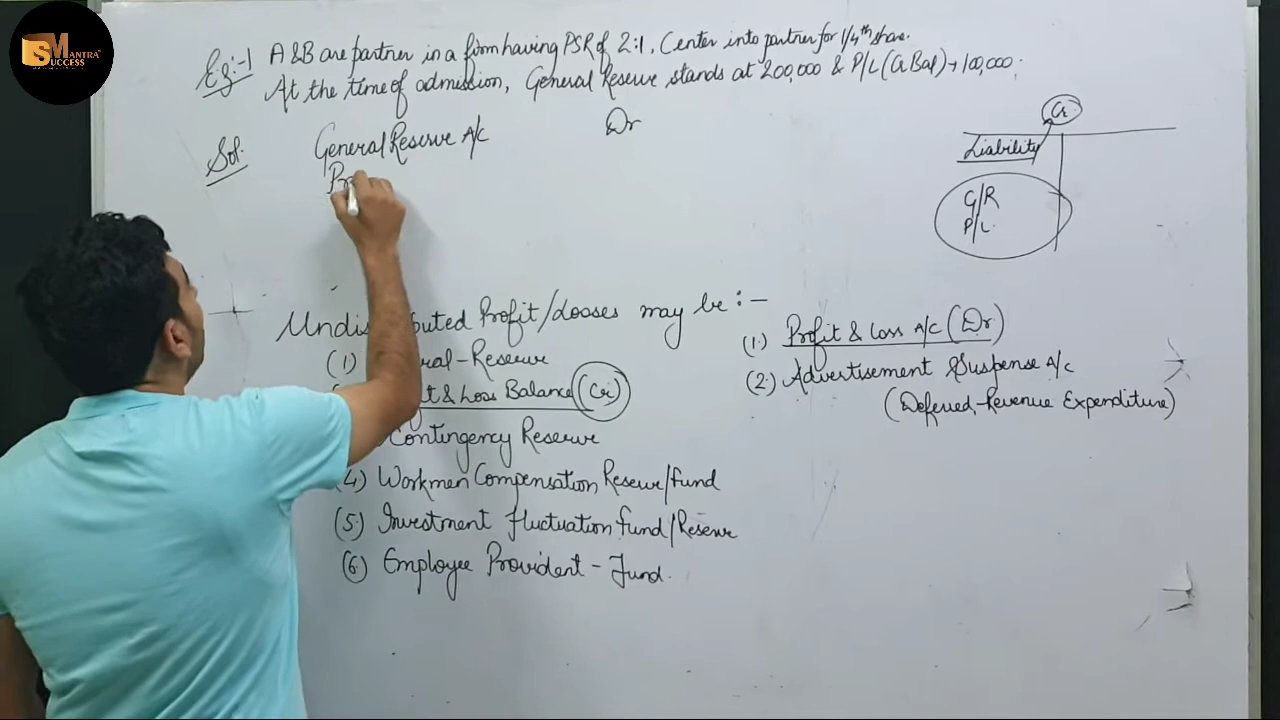 SMANTRA
SUCCESS
Eg:-1 A&B are partner in a firm having PSR of 2:1, C enter into partner for 1/4th share.
At the time of admission, General Reserve stands at 200,000 & P/L (Cr Bal) → 100,000.
Sol. General Reserve A/c Dr
Pr
Cr
Liability
G/R
P/L
Undis buted Profit/Losses may be :-
(1) ral-Reserve
t & Loss Balance (Cr)
Contingency Reserve
(4) Workmen Compensation Reserve/fund
(5) Investment fluctuation fund/Reserve
(6) Employee Provident-Fund.
(1.) Profit & Loss A/c (Dr)
(2.) Advertisement Suspense A/c
(Deferred-Revenue Expenditure)